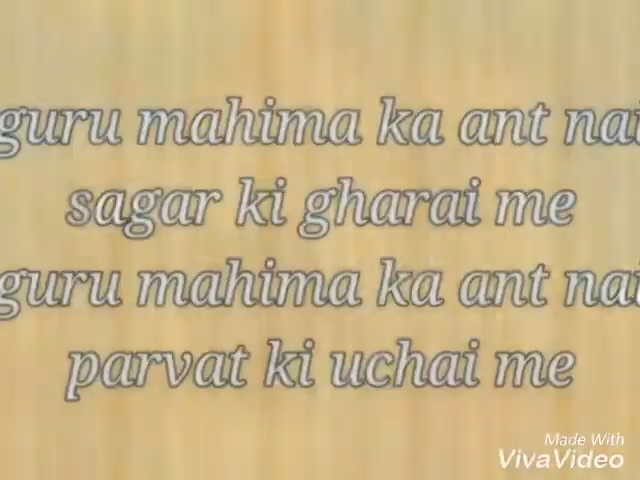 guru mahima ka ant nai
sagar ki gharai me
guru mahima ka ant nai
parvat ki uchai me
Made With
VivaVideo